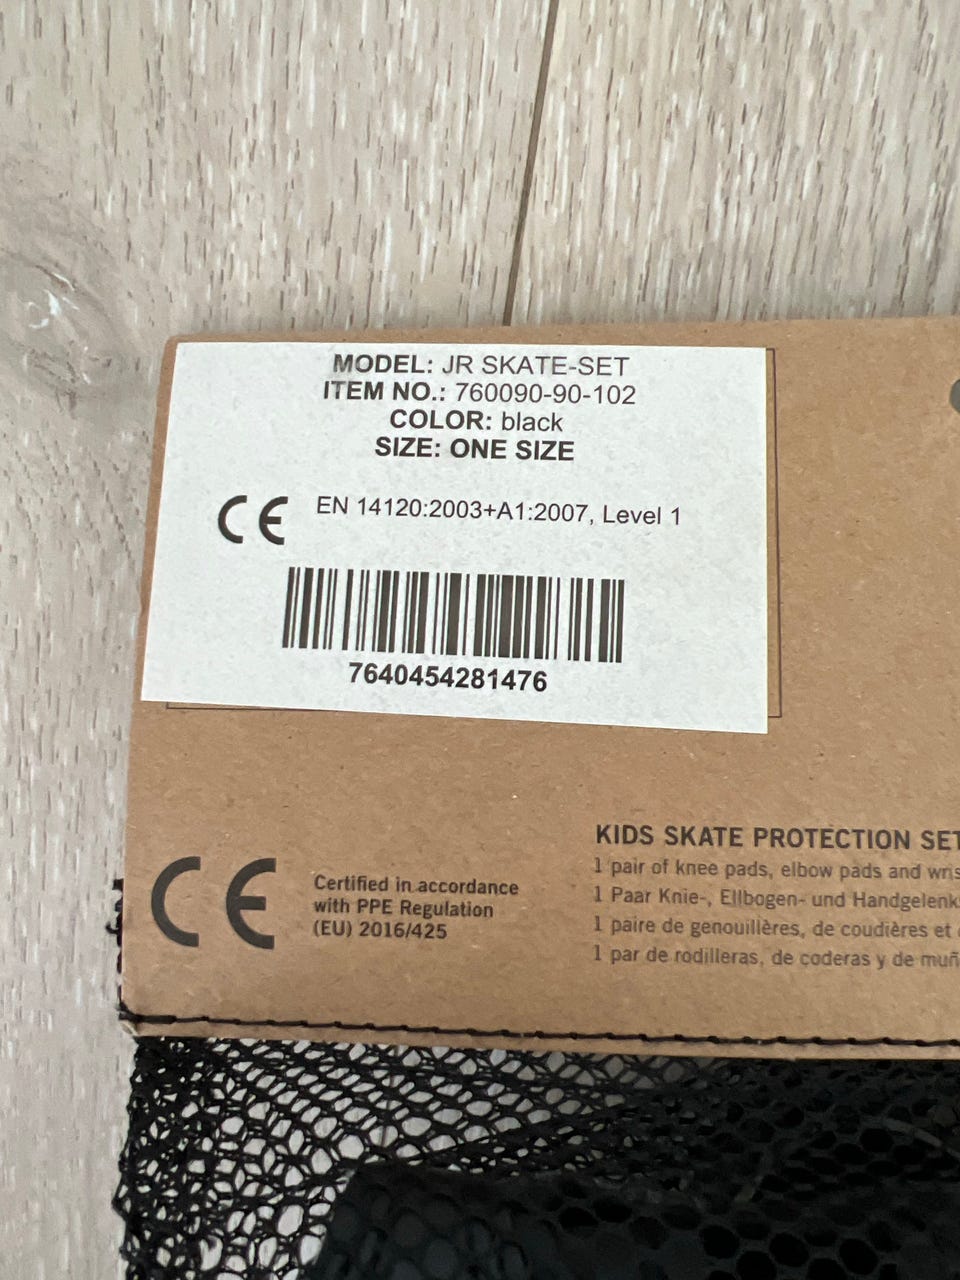 MODEL: JR SKATE-SET
ITEM NO.: 760090-90-102
COLOR: black
SIZE: ONE SIZE
CE EN 14120:2003+A1:2007, Level 1
7640454281476
CE
Certified in accordance
with PPE Regulation
(EU) 2016/425
KIDS SKATE PROTECTION SET
1 pair of knee pads, elbow pads and
1 Paar Knie-, Ellbogen- und
1 paire de genouillères, de coudières et
1 par de rodilleras, de coderas y de